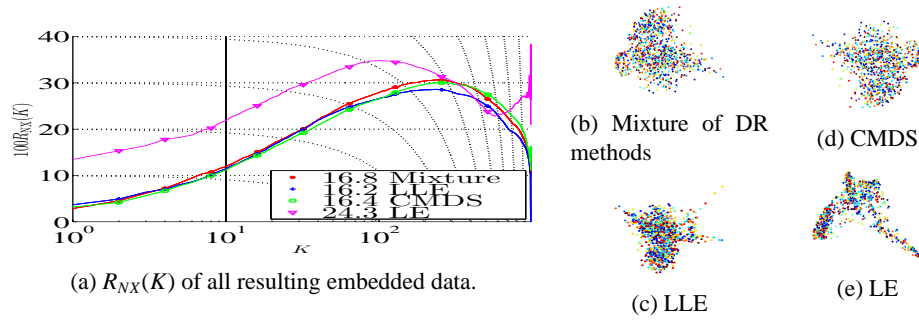 40
30
20
10
0
100R_NX(K)
10^0
10^1
10^2
K
16.8 Mixture
16.2 LLE
16.4 CMDS
24.3 LE
(a) R_NX(K) of all resulting embedded data.
(b) Mixture of DR
methods
(d) CMDS
(c) LLE
(e) LE